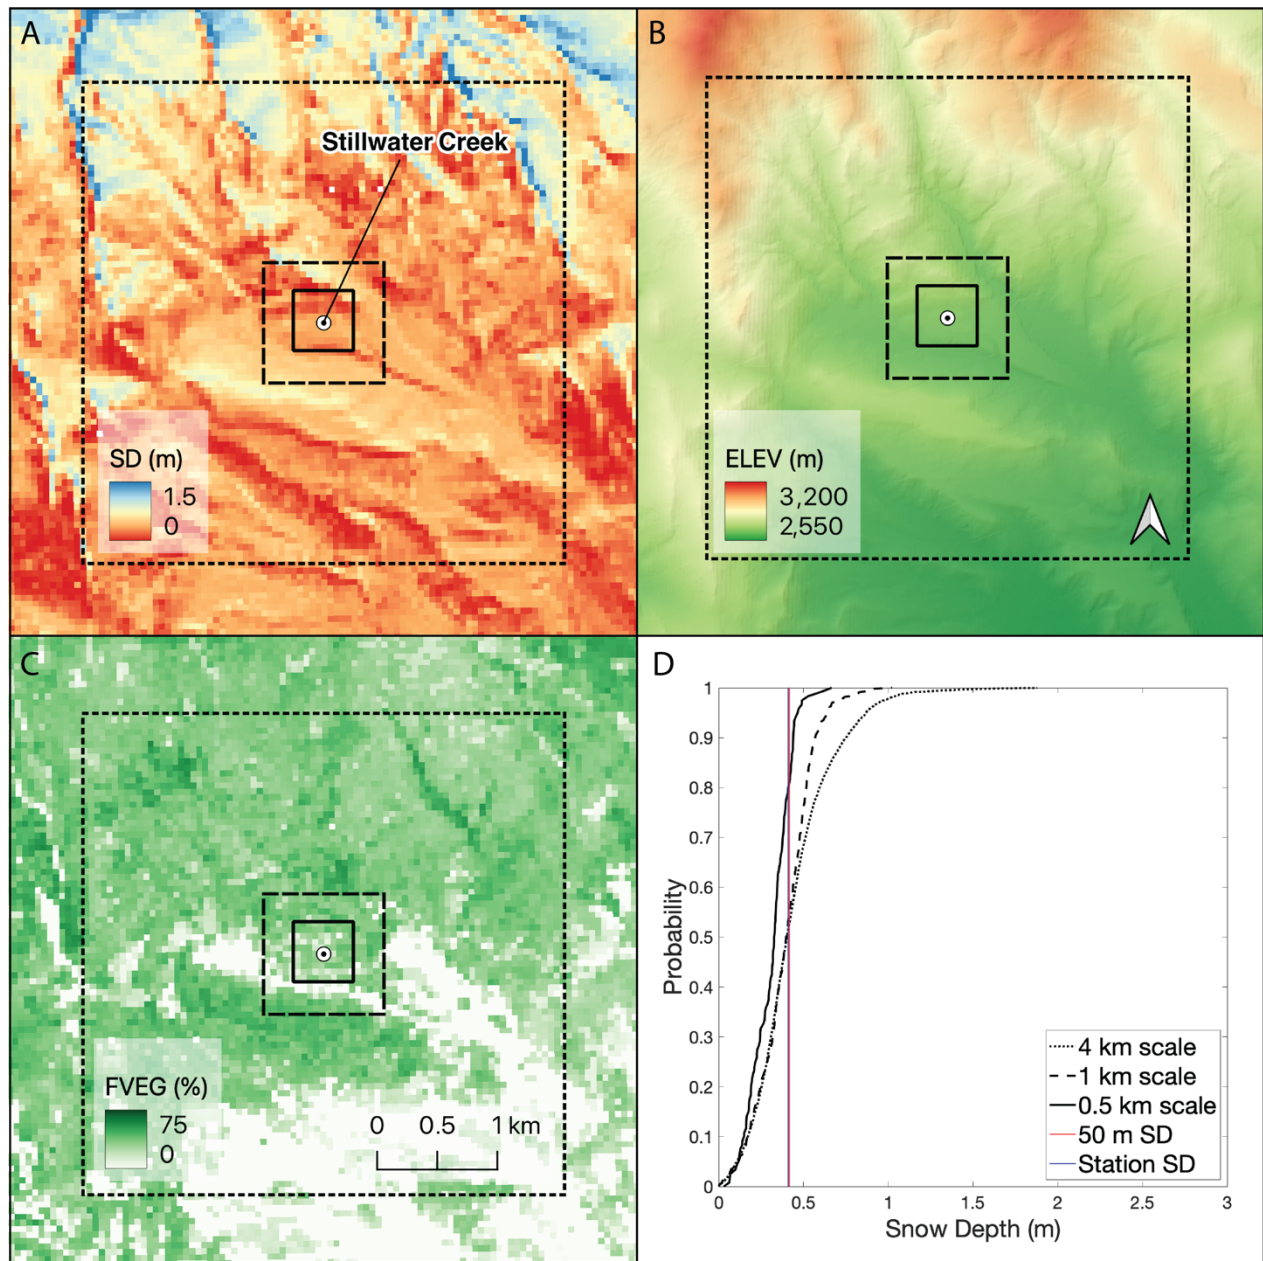 A
Stillwater Creek
SD (m)
1.5
0
B
ELEV (m)
3,200
2,550
C
FVEG (%)
75
0
0 0.5 1 km
D
1
0.9
0.8
0.7
0.6
0.5
0.4
0.3
0.2
0.1
0
Probability
0 0.5 1 1.5 2 2.5 3
Snow Depth (m)
4 km scale
1 km scale
0.5 km scale
50 m SD
Station SD